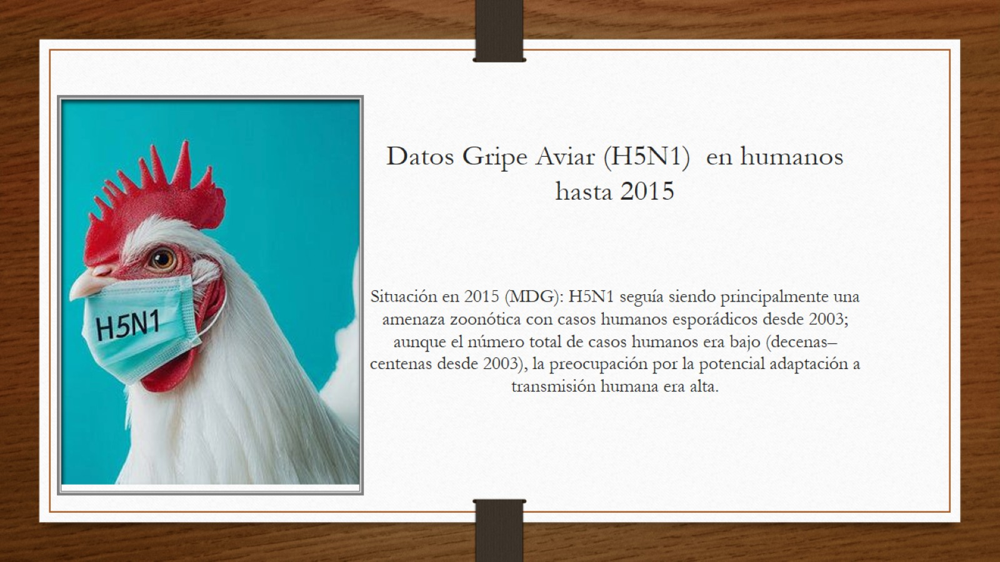 Datos Gripe Aviar (H5N1)  en humanos
hasta 2015
H5N1
Situación en 2015 (MDG): H5N1 seguía siendo principalmente una
amenaza zoonótica con casos humanos esporádicos desde 2003;
aunque el número total de casos humanos era bajo (decenas–
centenas desde 2003), la preocupación por la potencial adaptación a
transmisión humana era alta.